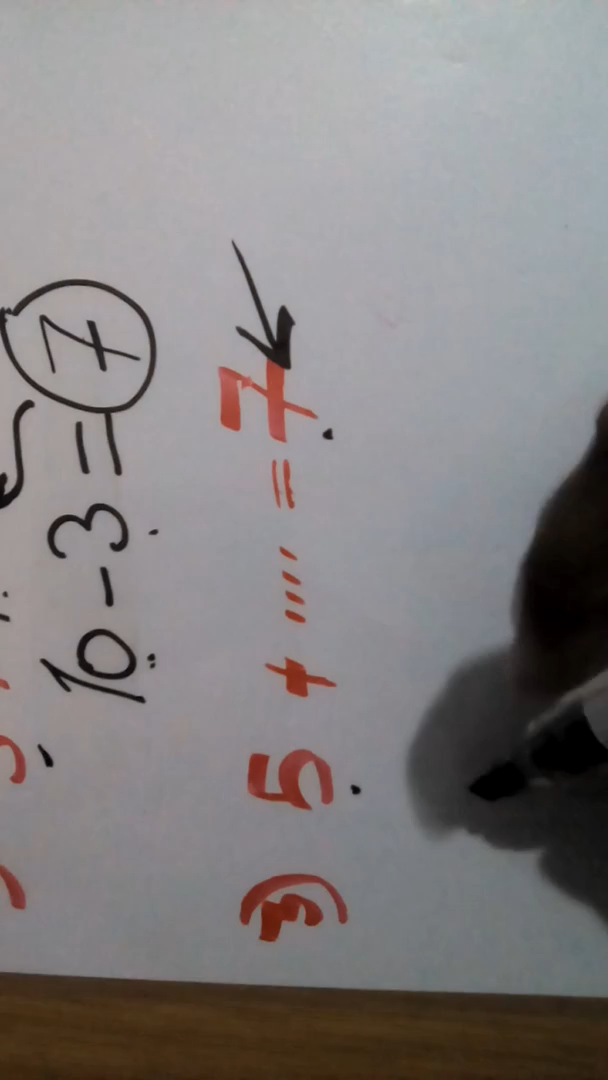 10 - 3 = 7
3) 5 + .... = 7